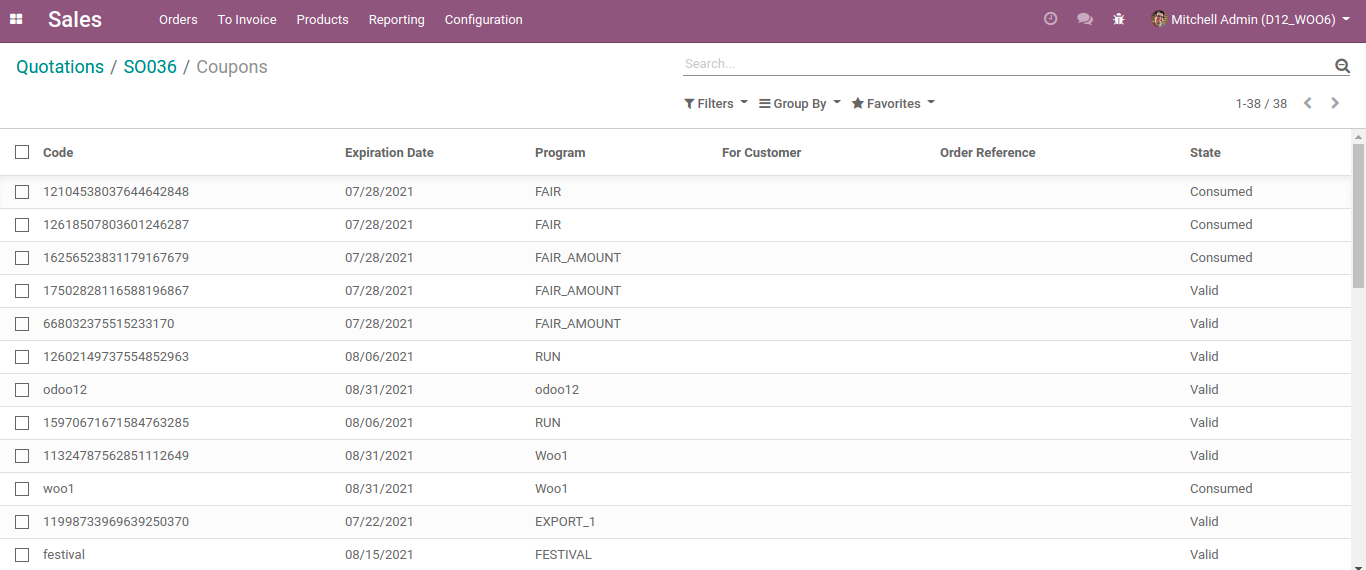 Sales Orders To Invoice Products Reporting Configuration Mitchell Admin (D12_WOO6)
Quotations / SO036 / Coupons Search...
Filters Group By Favorites 1-38 / 38
Code Expiration Date Program For Customer Order Reference State
12104538037644642848 07/28/2021 FAIR Consumed
12618507803601246287 07/28/2021 FAIR Consumed
16256523831179167679 07/28/2021 FAIR_AMOUNT Consumed
17502828116588196867 07/28/2021 FAIR_AMOUNT Valid
668032375515233170 07/28/2021 FAIR_AMOUNT Valid
12602149737554852963 08/06/2021 RUN Valid
odoo12 08/31/2021 odoo12 Valid
15970671671584763285 08/06/2021 RUN Valid
11324787562851112649 08/31/2021 Woo1 Valid
woo1 08/31/2021 Woo1 Consumed
11998733969639250370 07/22/2021 EXPORT_1 Valid
festival 08/15/2021 FESTIVAL Valid